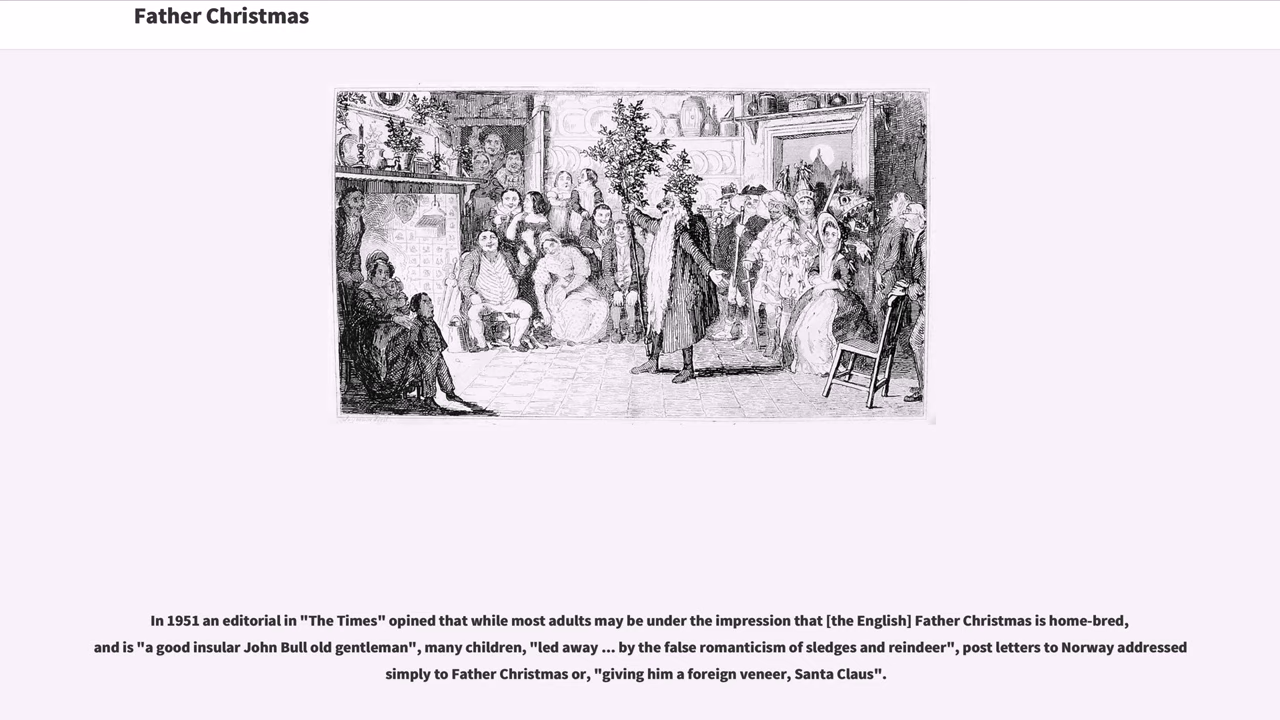 Father Christmas
In 1951 an editorial in "The Times" opined that while most adults may be under the impression that [the English] Father Christmas is home-bred,
and is "a good insular John Bull old gentleman", many children, "led away ... by the false romanticism of sledges and reindeer", post letters to Norway addressed
simply to Father Christmas or, "giving him a foreign veneer, Santa Claus".